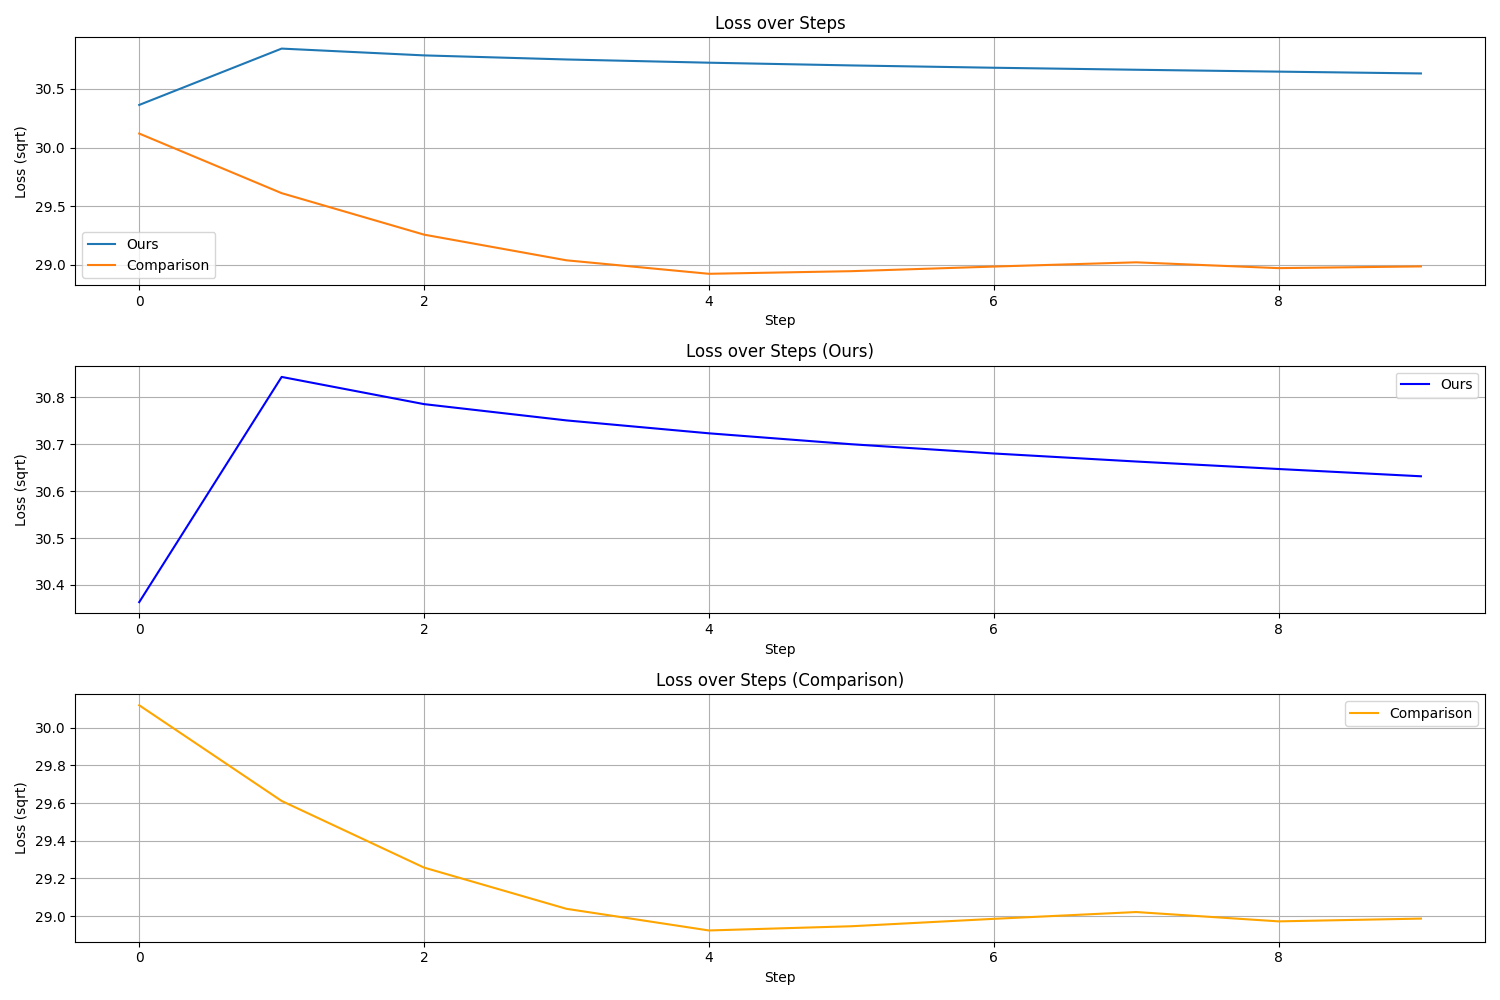 Loss over Steps
Loss (sqrt)
30.5
30.0
29.5
29.0
Ours
Comparison
0 2 4 6 8
Step
Loss over Steps (Ours)
Loss (sqrt)
30.8
30.7
30.6
30.5
30.4
Ours
0 2 4 6 8
Step
Loss over Steps (Comparison)
Loss (sqrt)
30.0
29.8
29.6
29.4
29.2
29.0
Comparison
0 2 4 6 8
Step